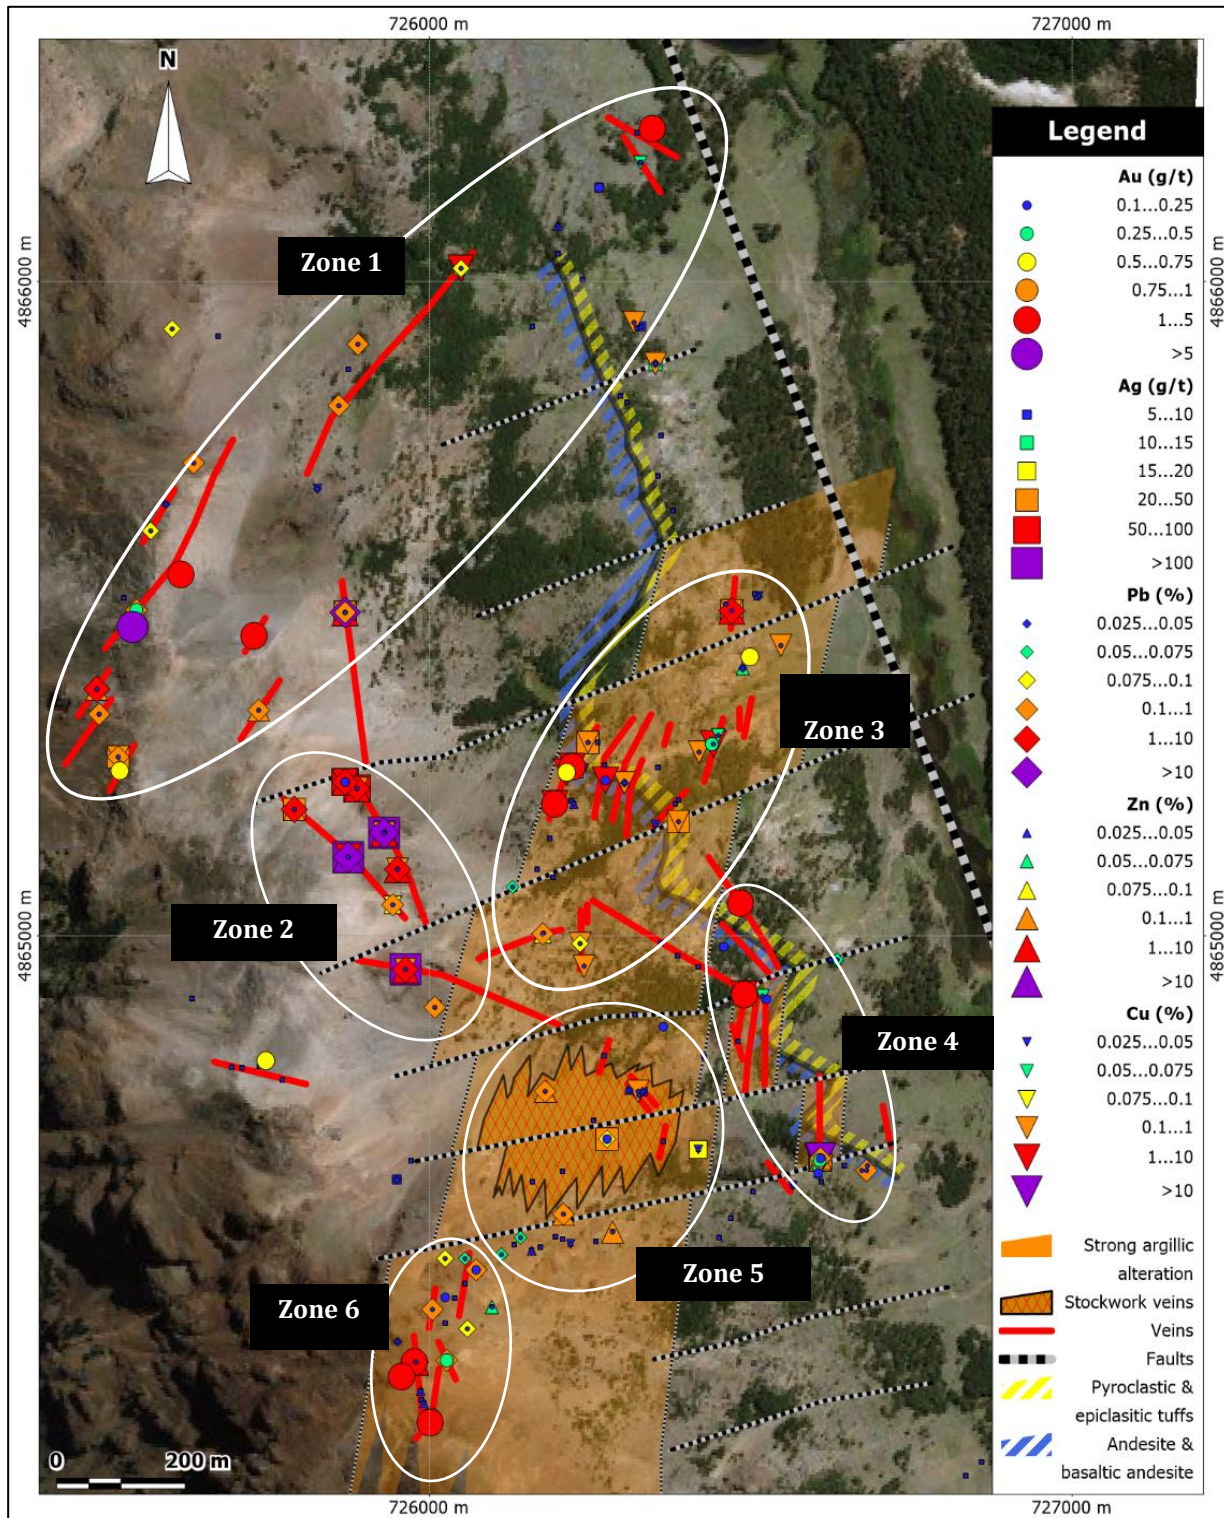 726000 m
727000 m
N
Legend
Au (g/t)
0.1...0.25
0.25...0.5
0.5...0.75
0.75...1
1...5
>5
Ag (g/t)
5...10
10...15
15...20
20...50
50...100
>100
Pb (%)
0.025...0.05
0.05...0.075
0.075...0.1
0.1...1
1...10
>10
Zn (%)
0.025...0.05
0.05...0.075
0.075...0.1
0.1...1
1...10
>10
Cu (%)
0.025...0.05
0.05...0.075
0.075...0.1
0.1...1
1...10
>10
Strong argillic
alteration
Stockwork veins
Veins
Faults
Pyroclastic &
epiclasitic tuffs
Andesite &
basaltic andesite
4866000 m
4866000 m
Zone 1
Zone 3
Zone 2
4865000 m
4865000 m
Zone 4
Zone 5
Zone 6
0 200 m
726000 m
727000 m